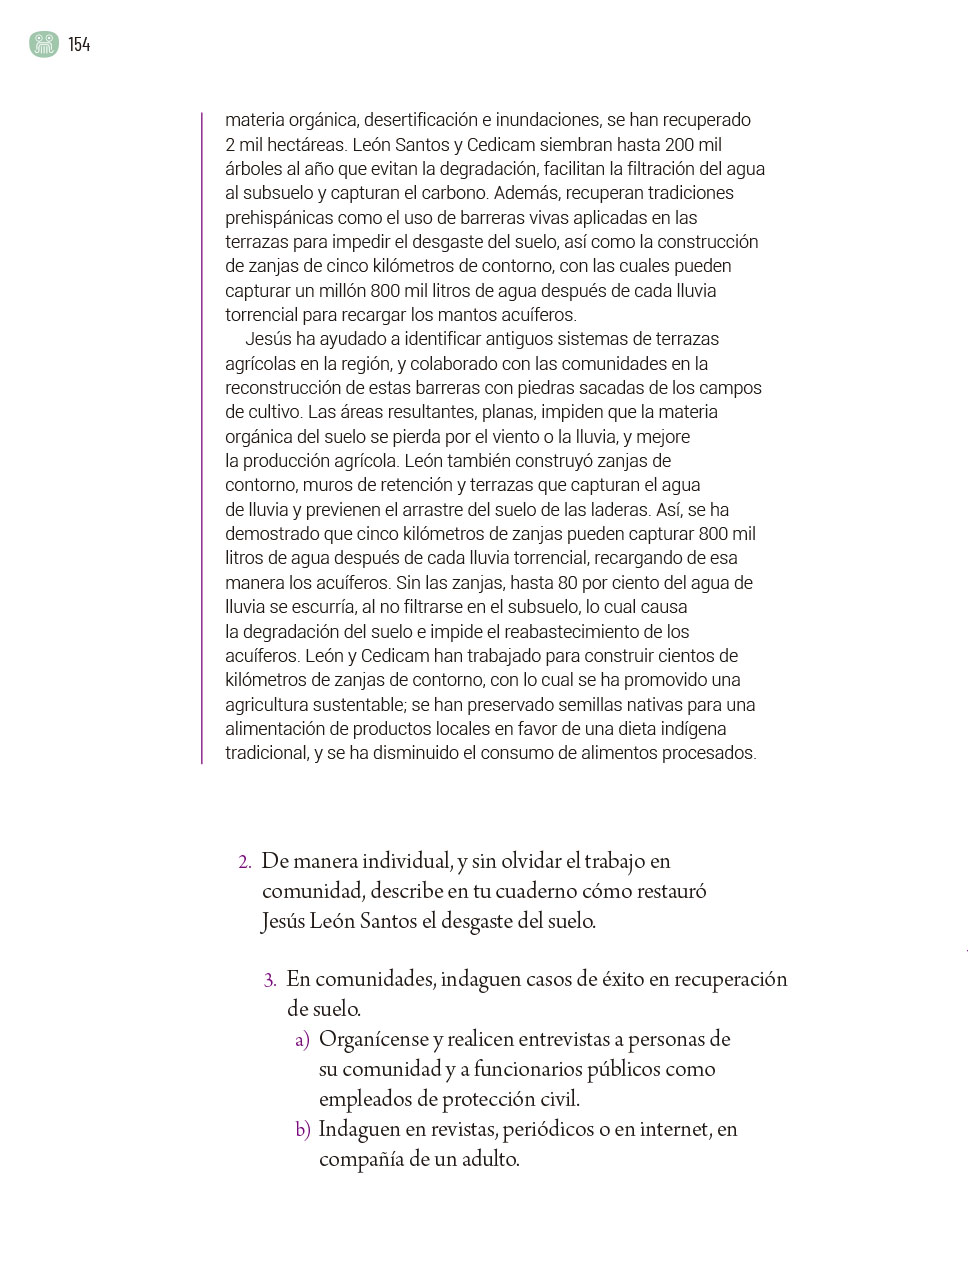 154
materia orgánica, desertificación e inundaciones, se han recuperado
2 mil hectáreas. León Santos y Cedicam siembran hasta 200 mil
árboles al año que evitan la degradación, facilitan la filtración del agua
al subsuelo y capturan el carbono. Además, recuperan tradiciones
prehispánicas como el uso de barreras vivas aplicadas en las
terrazas para impedir el desgaste del suelo, así como la construcción
de zanjas de cinco kilómetros de contorno, con las cuales pueden
capturar un millón 800 mil litros de agua después de cada lluvia
torrencial para recargar los mantos acuíferos.
Jesús ha ayudado a identificar antiguos sistemas de terrazas
agrícolas en la región, y colaborado con las comunidades en la
reconstrucción de estas barreras con piedras sacadas de los campos
de cultivo. Las áreas resultantes, planas, impiden que la materia
orgánica del suelo se pierda por el viento o la lluvia, y mejore
la producción agrícola. León también construyó zanjas de
contorno, muros de retención y terrazas que capturan el agua
de lluvia y previenen el arrastre del suelo de las laderas. Así, se ha
demostrado que cinco kilómetros de zanjas pueden capturar 800 mil
litros de agua después de cada lluvia torrencial, recargando de esa
manera los acuíferos. Sin las zanjas, hasta 80 por ciento del agua de
lluvia se escurría, al no filtrarse en el subsuelo, lo cual causa
la degradación del suelo e impide el reabastecimiento de los
acuíferos. León y Cedicam han trabajado para construir cientos de
kilómetros de zanjas de contorno, con lo cual se ha promovido una
agricultura sustentable; se han preservado semillas nativas para una
alimentación de productos locales en favor de una dieta indígena
tradicional, y se ha disminuido el consumo de alimentos procesados.
2. De manera individual, y sin olvidar el trabajo en
comunidad, describe en tu cuaderno cómo restauró
Jesús León Santos el desgaste del suelo.
3. En comunidades, indaguen casos de éxito en recuperación
de suelo.
a) Organícense y realicen entrevistas a personas de
su comunidad y a funcionarios públicos como
empleados de protección civil.
b) Indaguen en revistas, periódicos o en internet, en
compañía de un adulto.